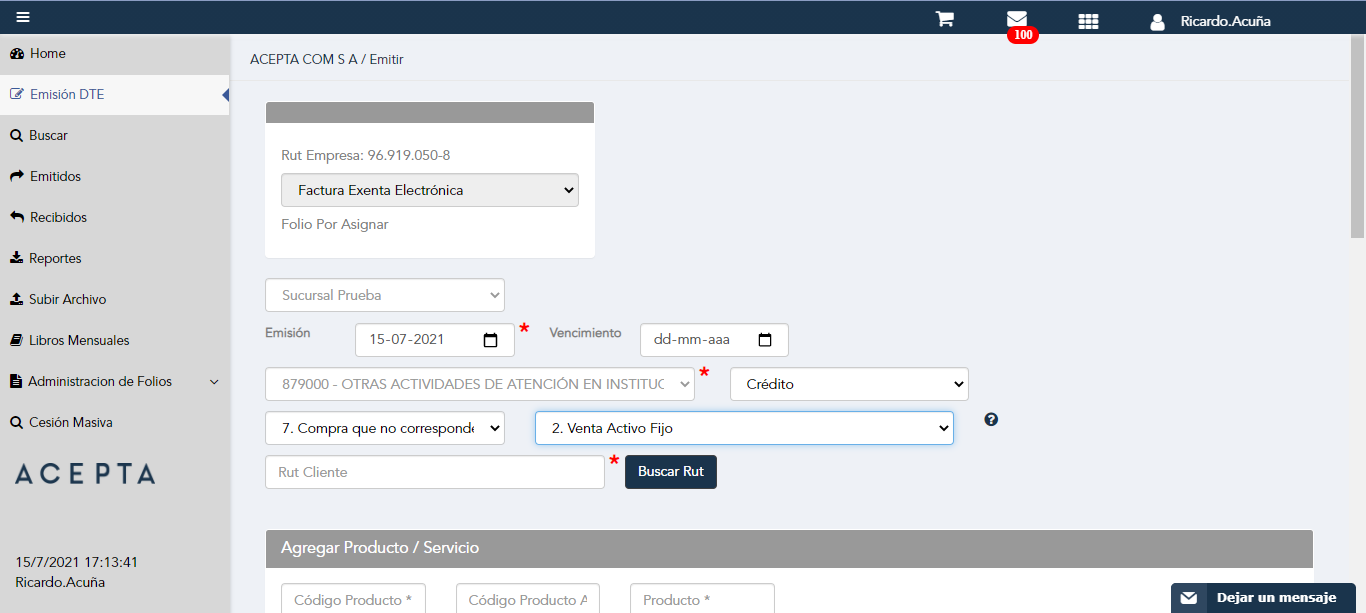 100
Ricardo.Acuña
Home
Emisión DTE
Buscar
Emitidos
Recibidos
Reportes
Subir Archivo
Libros Mensuales
Administracion de Folios
Cesión Masiva
ACEPTA
15/7/2021 17:13:41
Ricardo.Acuña
ACEPTA COM S A / Emitir
Rut Empresa: 96.919.050-8
Factura Exenta Electrónica
Folio Por Asignar
Sucursal Prueba
Emisión 15-07-2021 * Vencimiento dd-mm-aaa
879000 - OTRAS ACTIVIDADES DE ATENCIÓN EN INSTITUC * Crédito
7. Compra que no corresponde 2. Venta Activo Fijo ?
Rut Cliente * Buscar Rut
Agregar Producto / Servicio
Código Producto * Código Producto A Producto *
Dejar un mensaje